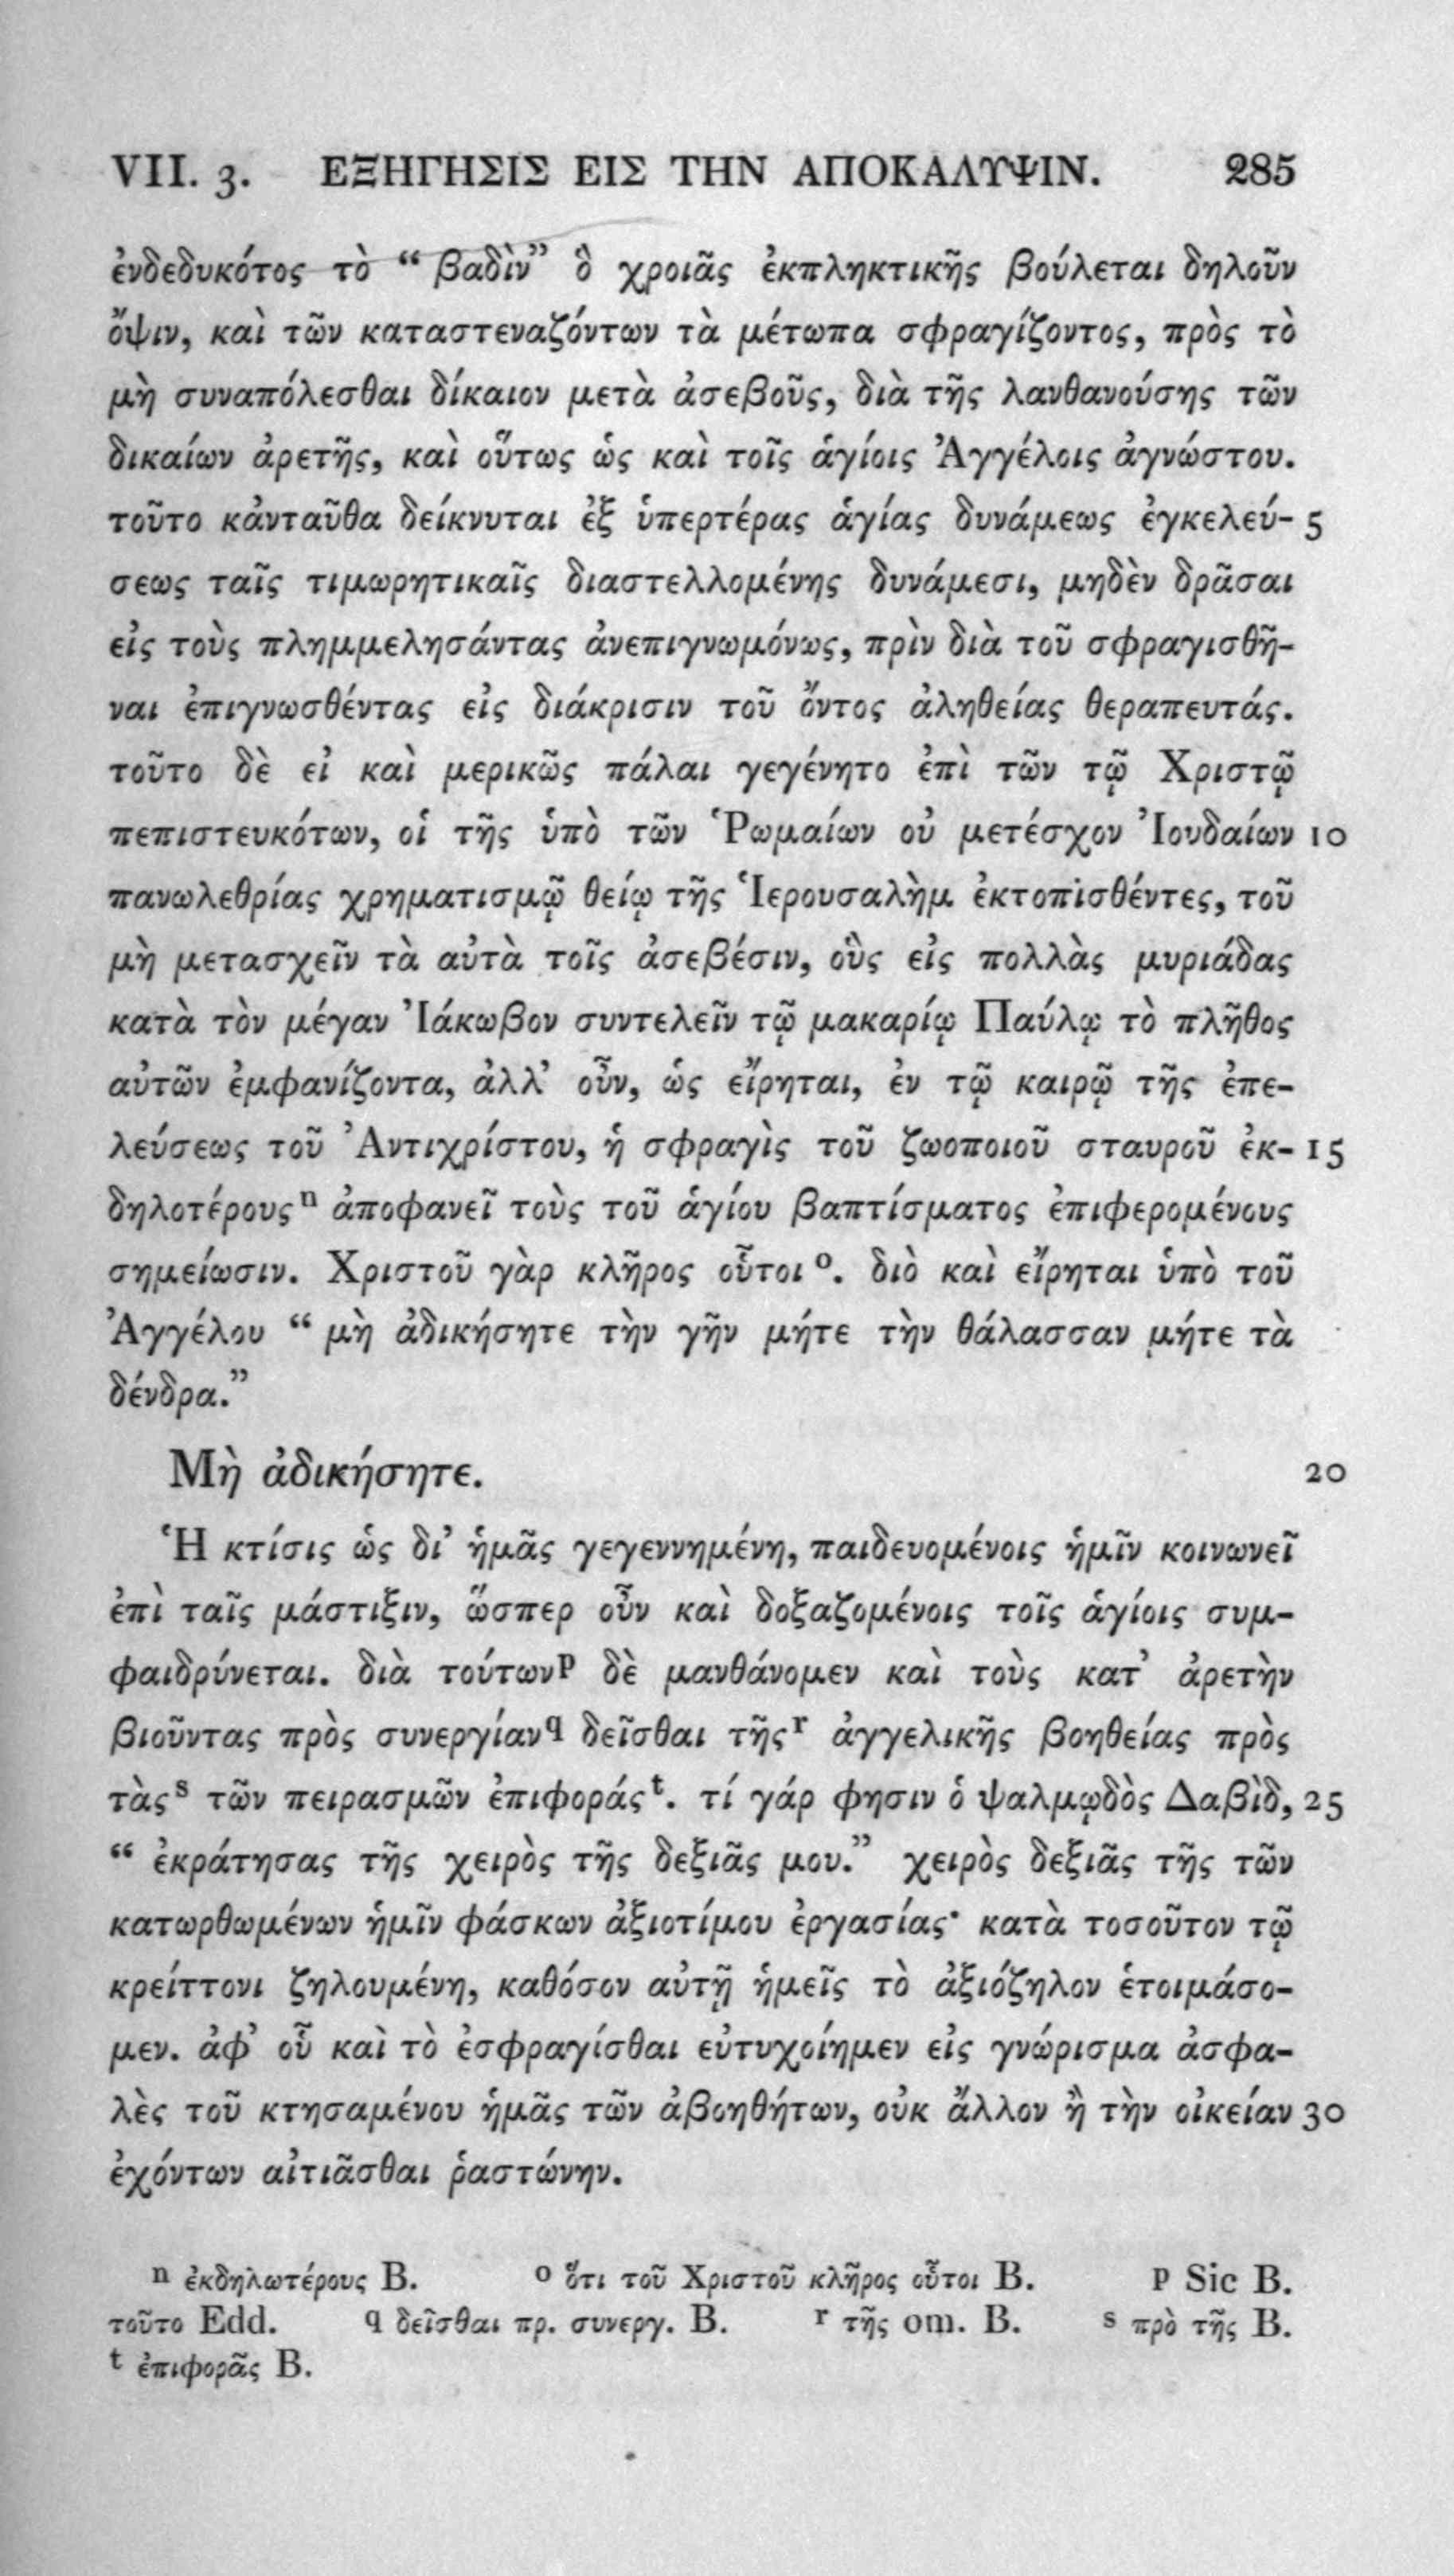 VII. 3. ΕΞΗΓΗΣΙΣ ΕΙΣ ΤΗΝ ΑΠΟΚΑΛΥΨΙΝ. 285
ἐνδεδυκότος τὸ “ βαδὶν” ὃ χροιᾶς ἐκπληκτικῆς βούλεται δηλοῦν
ὄψιν, καὶ τῶν καταστεναζόντων τὰ μέτωπα σφραγίζοντος, πρὸς τὸ
μὴ συναπόλεσθαι δίκαιον μετὰ ἀσεβοῦς, διὰ τῆς λανθανούσης τῶν
δικαίων ἀρετῆς, καὶ οὕτως ὡς καὶ τοῖς ἁγίοις Ἀγγέλοις ἀγνώστου.
τοῦτο κἀνταῦθα δείκνυται ἐξ ὑπερτέρας ἁγίας δυνάμεως ἐγκελεύ- 5
σεως ταῖς τιμωρητικαῖς διαστελλομένης δυνάμεσι, μηδὲν δρᾶσαι
εἰς τοὺς πλημμελησάντας ἀνεπιγνωμόνως, πρὶν διὰ τοῦ σφραγισθῆ-
ναι ἐπιγνωσθέντας εἰς διάκρισιν τοῦ ὄντος ἀληθείας θεραπευτάς.
τοῦτο δὲ εἰ καὶ μερικῶς πάλαι γεγένητο ἐπὶ τῶν τῷ Χριστῷ
πεπιστευκότων, οἱ τῆς ὑπὸ τῶν Ῥωμαίων οὐ μετέσχον Ἰουδαίων 10
πανωλεθρίας χρηματισμῷ θείῳ τῆς Ἱερουσαλὴμ ἐκτοπισθέντες, τοῦ
μὴ μετασχεῖν τὰ αὐτὰ τοῖς ἀσεβέσιν, οὓς εἰς πολλὰς μυριάδας
κατὰ τὸν μέγαν Ἰάκωβον συντελεῖν τῷ μακαρίῳ Παύλῳ τὸ πλῆθος
αὐτῶν ἐμφανίζοντα, ἀλλ’ οὖν, ὡς εἴρηται, ἐν τῷ καιρῷ τῆς ἐπε-
λεύσεως τοῦ Ἀντιχρίστου, ἡ σφραγὶς τοῦ ζωοποιοῦ σταυροῦ ἐκ- 15
δηλοτέρους n ἀποφανεῖ τοὺς τοῦ ἁγίου βαπτίσματος ἐπιφερομένους
σημείωσιν. Χριστοῦ γὰρ κλῆρος οὗτοι o. διὸ καὶ εἴρηται ὑπὸ τοῦ
Ἀγγέλου “ μὴ ἀδικήσητε τὴν γῆν μήτε τὴν θάλασσαν μήτε τὰ
δένδρα.”
Μὴ ἀδικήσητε. 20
Ἡ κτίσις ὡς δι’ ἡμᾶς γεγεννημένη, παιδευομένοις ἡμῖν κοινωνεῖ
ἐπὶ ταῖς μάστιξιν, ὥσπερ οὖν καὶ δοξαζομένοις τοῖς ἁγίοις συμ-
φαιδρύνεται. διὰ τούτων p δὲ μανθάνομεν καὶ τοὺς κατ’ ἀρετὴν
βιοῦντας πρὸς συνεργίαν q δεῖσθαι τῆς r ἀγγελικῆς βοηθείας πρὸς
τὰς s τῶν πειρασμῶν ἐπιφοράς t. τί γάρ φησιν ὁ ψαλμῳδὸς Δαβὶδ, 25
“ ἐκράτησας τῆς χειρὸς τῆς δεξιᾶς μου.” χειρὸς δεξιᾶς τῆς τῶν
κατωρθωμένων ἡμῖν φάσκων ἀξιοτίμου ἐργασίας· κατὰ τοσοῦτον τῷ
κρείττονι ζηλουμένη, καθόσον αὐτῇ ἡμεῖς τὸ ἀξιόζηλον ἑτοιμάσο-
μεν. ἀφ’ οὗ καὶ τὸ ἐσφραγίσθαι εὐτυχοίημεν εἰς γνώρισμα ἀσφα-
λὲς τοῦ κτησαμένου ἡμᾶς τῶν ἀβοηθήτων, οὐκ ἄλλον ἢ τὴν οἰκείαν 30
ἐχόντων αἰτιᾶσθαι ῥαστώνην.
n ἐκδηλωτέρους B. o ὅτι τοῦ Χριστοῦ κλῆρος οὗτοι B. p Sic B.
τοῦτο Edd. q δεῖσθαι πρ. συνεργ. B. r τῆς om. B. s πρὸ τῆς B.
t ἐπιφορᾶς B.